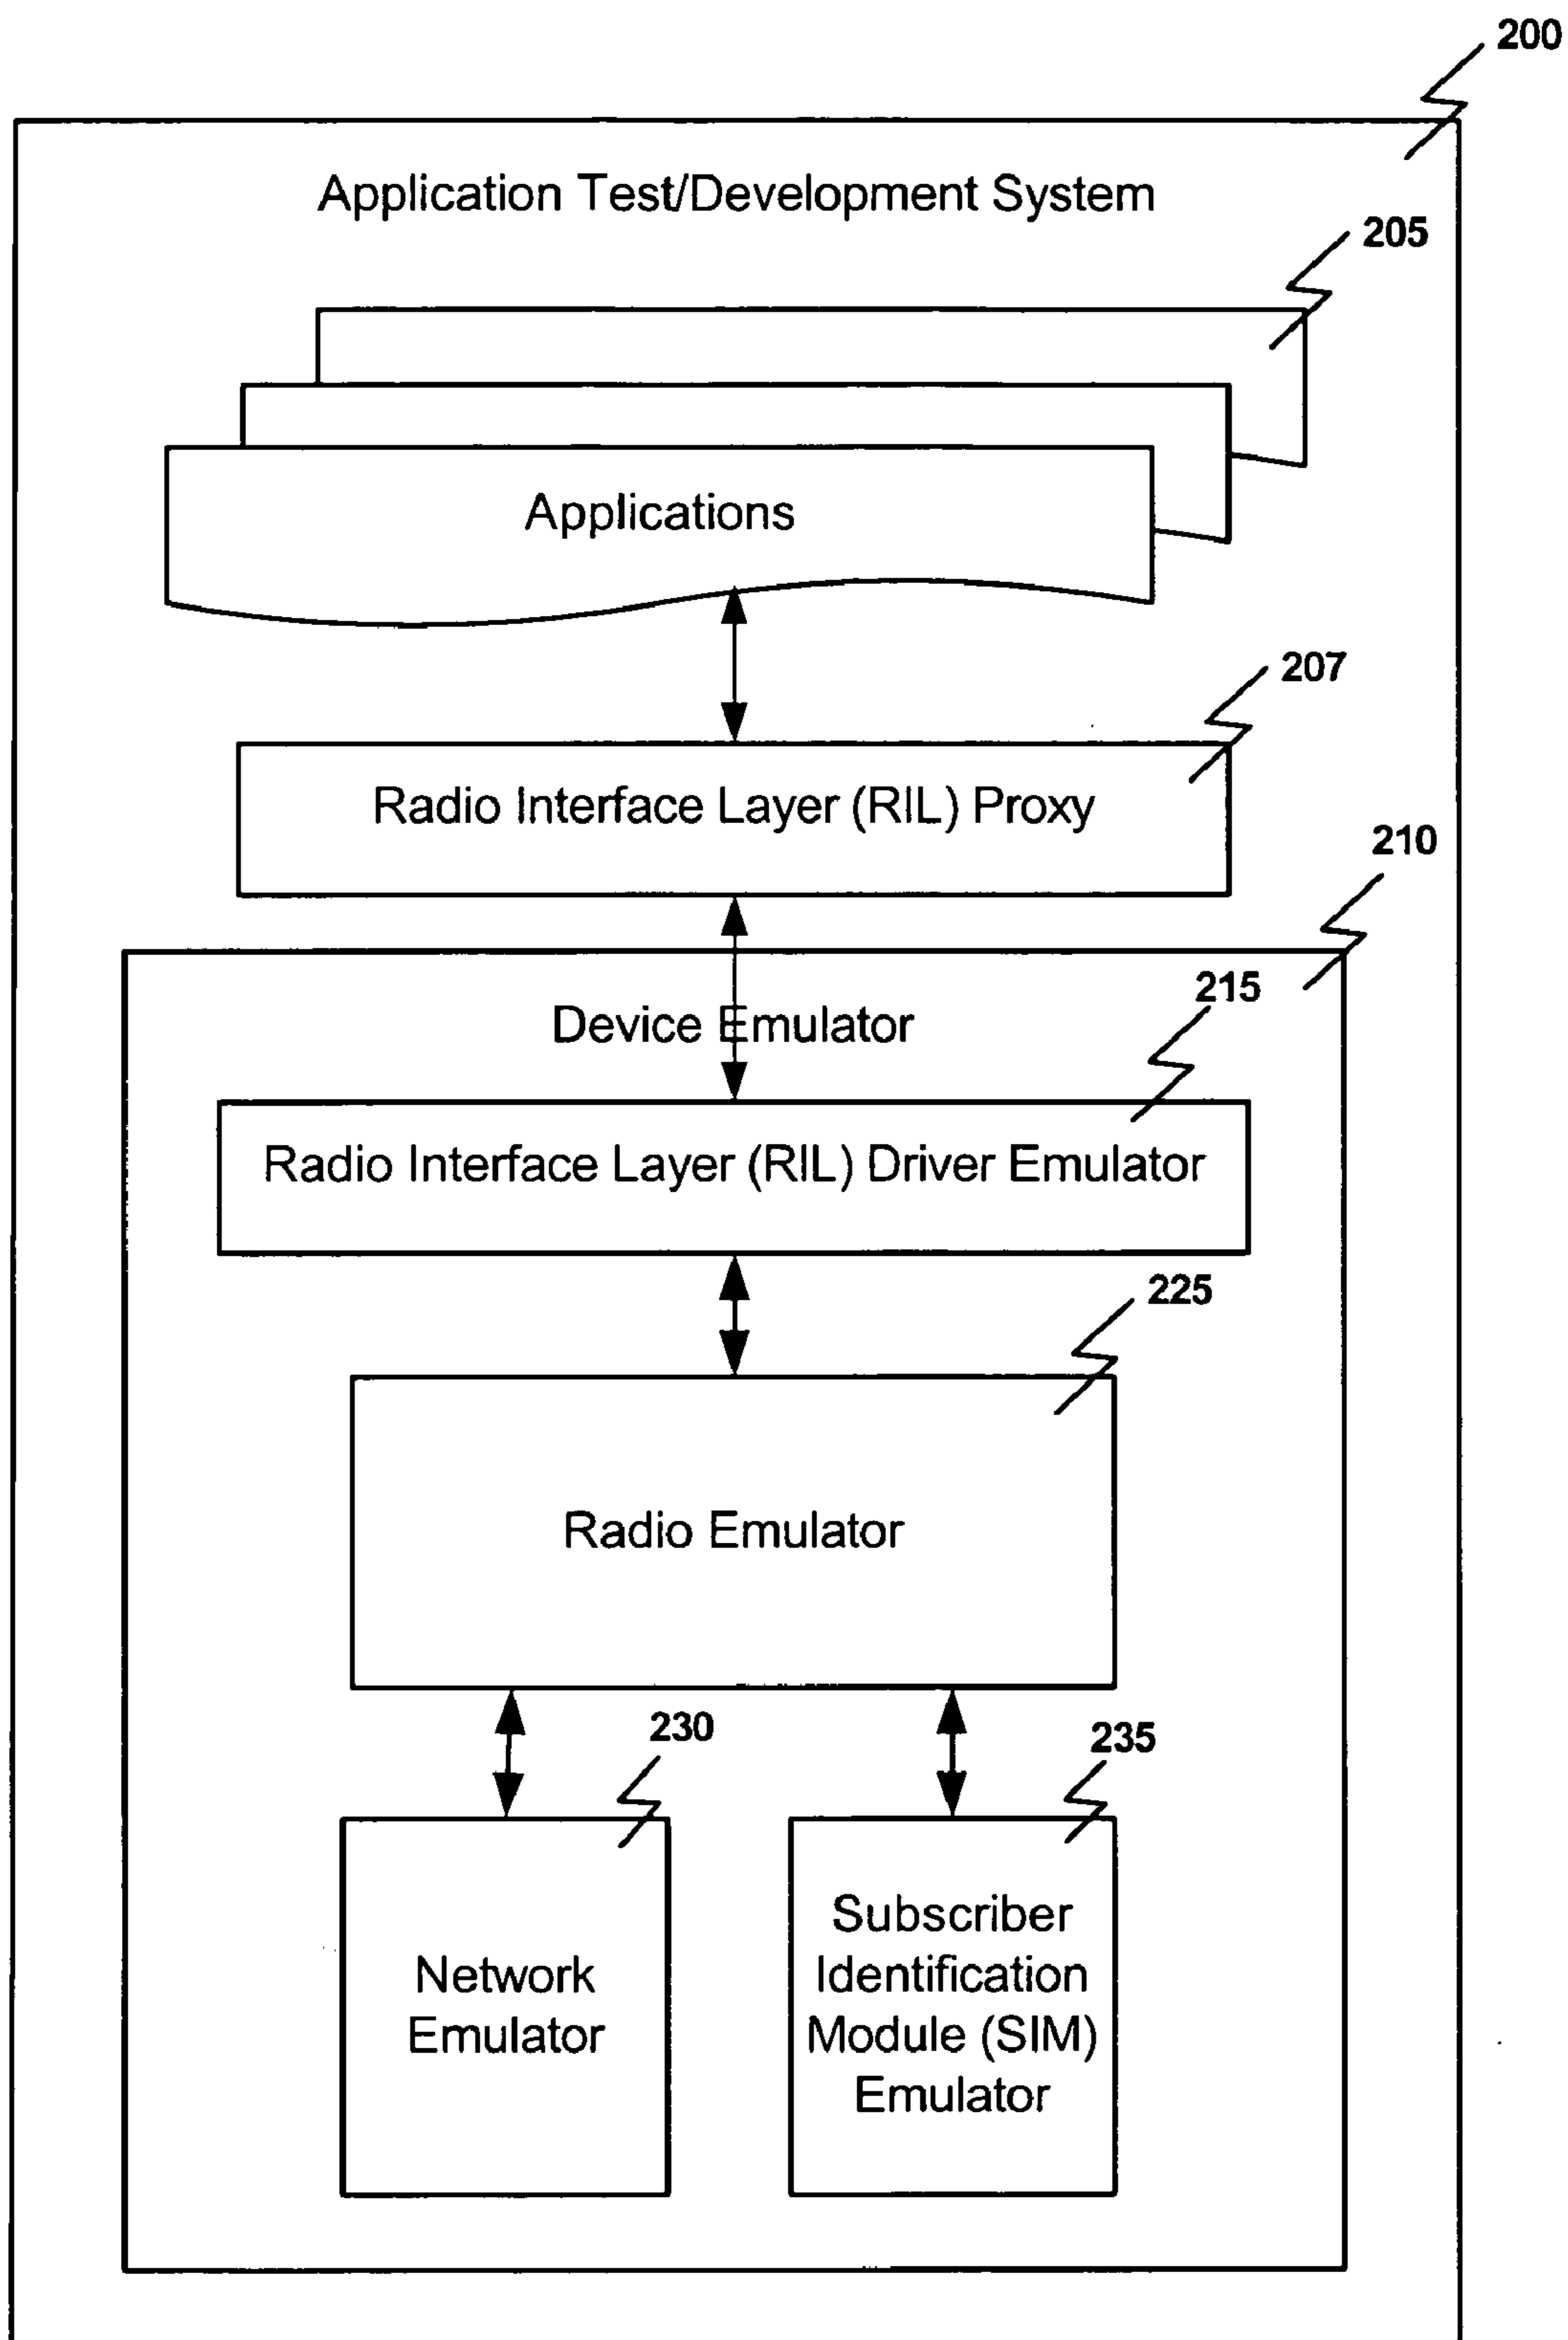 200
Application Test/Development System
205
Applications
207
Radio Interface Layer (RIL) Proxy
210
Device Emulator
215
Radio Interface Layer (RIL) Driver Emulator
225
Radio Emulator
230
235
Network
Emulator
Subscriber
Identification
Module (SIM)
Emulator